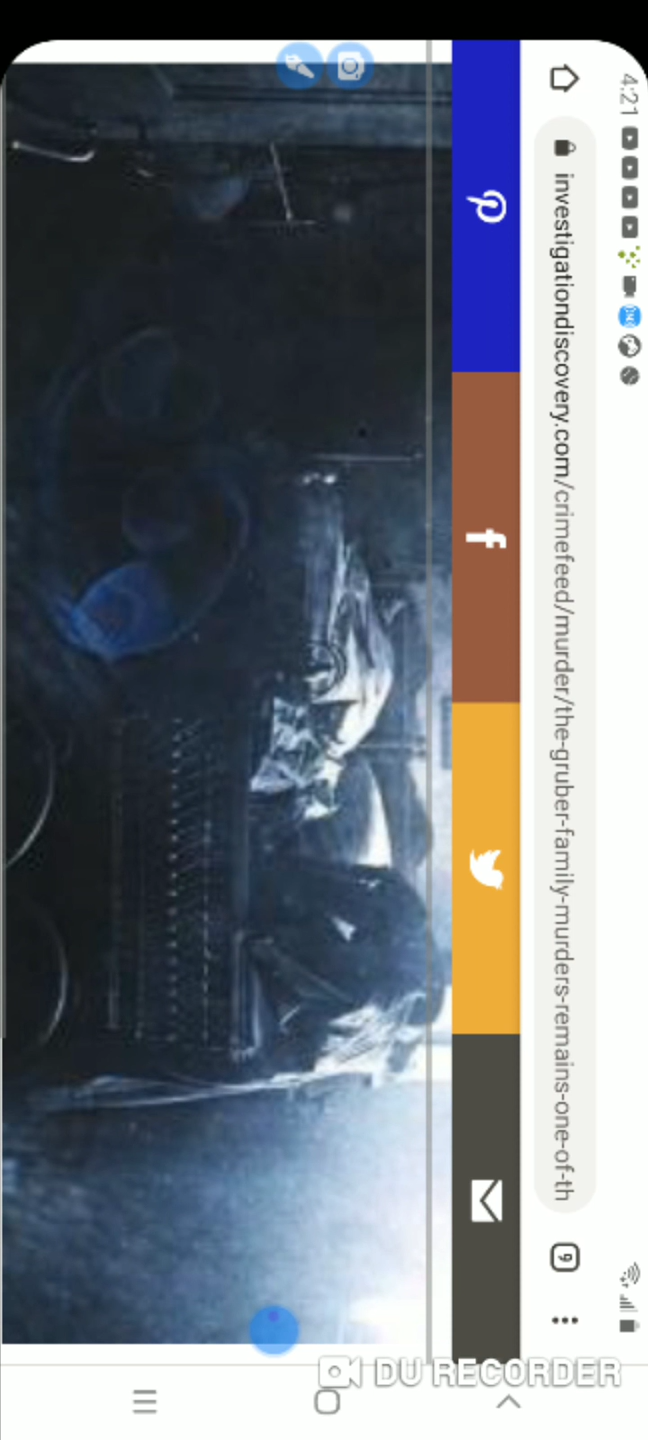 4:21
investigationdiscovery.com/crimefeed/murder/the-gruber-family-murders-remains-one-of-th
9
DU RECORDER